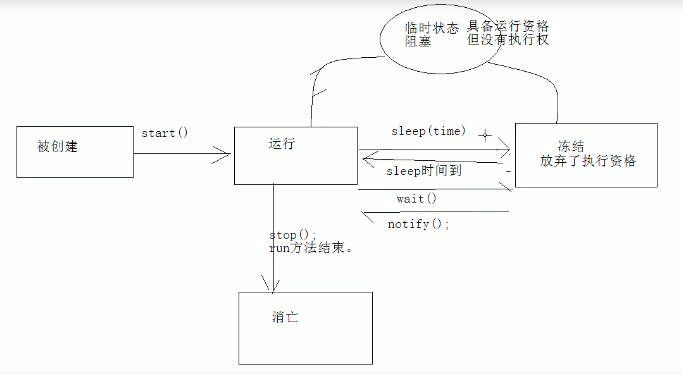 临时状态 具备运行资格
阻塞 但没有执行权
被创建
start()
运行
sleep(time)
冻结
放弃了执行资格
sleep时间到
wait()
notify();
stop();
run方法结束。
消亡